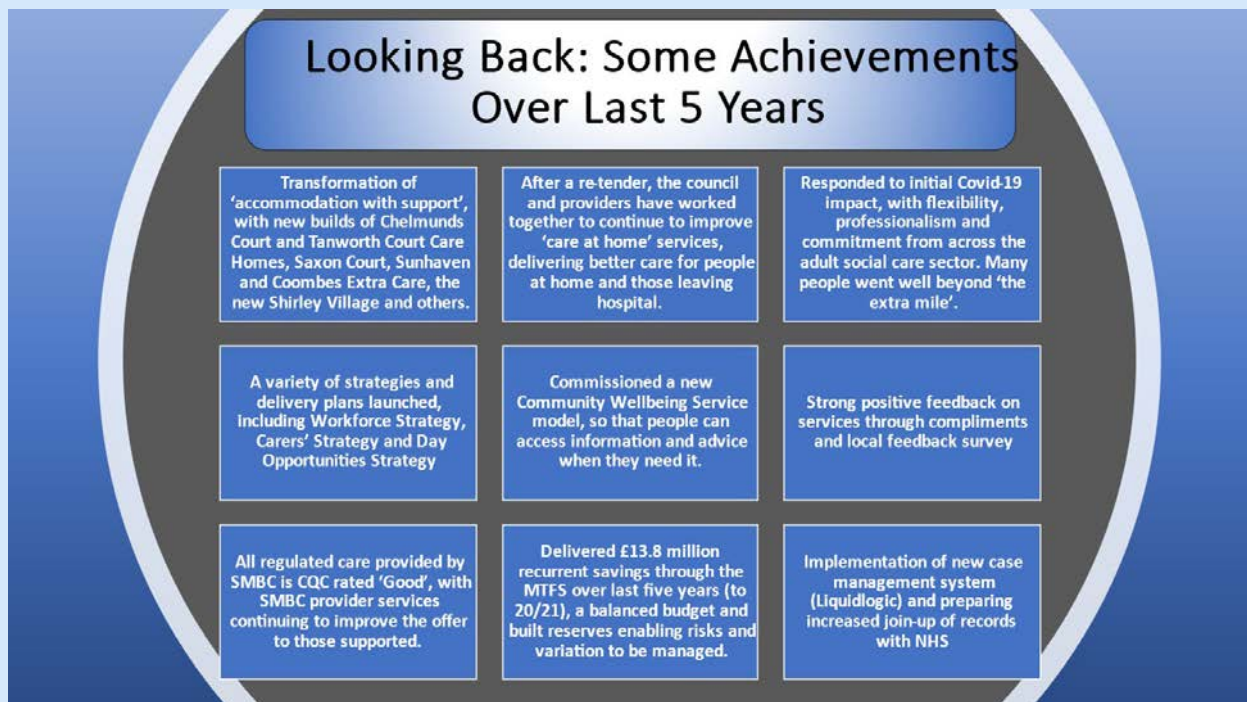 Looking Back: Some Achievements
Over Last 5 Years
Transformation of
‘accommodation with support’,
with new builds of Chelmunds
Court and Tanworth Court Care
Homes, Saxon Court, Sunhaven
and Coombes Extra Care, the
new Shirley Village and others.
After a re-tender, the council
and providers have worked
together to continue to improve
‘care at home’ services,
delivering better care for people
at home and those leaving
hospital.
Responded to initial Covid-19
impact, with flexibility,
professionalism and
commitment from across the
adult social care sector. Many
people went well beyond ‘the
extra mile’.
A variety of strategies and
delivery plans launched,
including Workforce Strategy,
Carers’ Strategy and Day
Opportunities Strategy
Commissioned a new
Community Wellbeing Service
model, so that people can
access information and advice
when they need it.
Strong positive feedback on
services through compliments
and local feedback survey
All regulated care provided by
SMBC is CQC rated ‘Good’, with
SMBC provider services
continuing to improve the offer
to those supported.
Delivered £13.8 million
recurrent savings through the
MTFS over last five years (to
20/21), a balanced budget and
built reserves enabling risks and
variation to be managed.
Implementation of new case
management system
(Liquidlogic) and preparing
increased join-up of records
with NHS